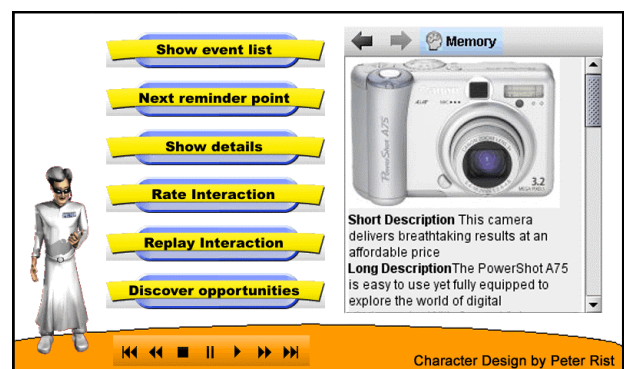 Show event list
Next reminder point
Show details
Rate Interaction
Replay Interaction
Discover opportunities
Memory
Canon
PowerShot A75
3.2
MEGA PIXELS
Short Description This camera
delivers breathtaking results at an
affordable price
Long DescriptionThe PowerShot A75
is easy to use yet fully equipped to
explore the world of digital
Character Design by Peter Rist